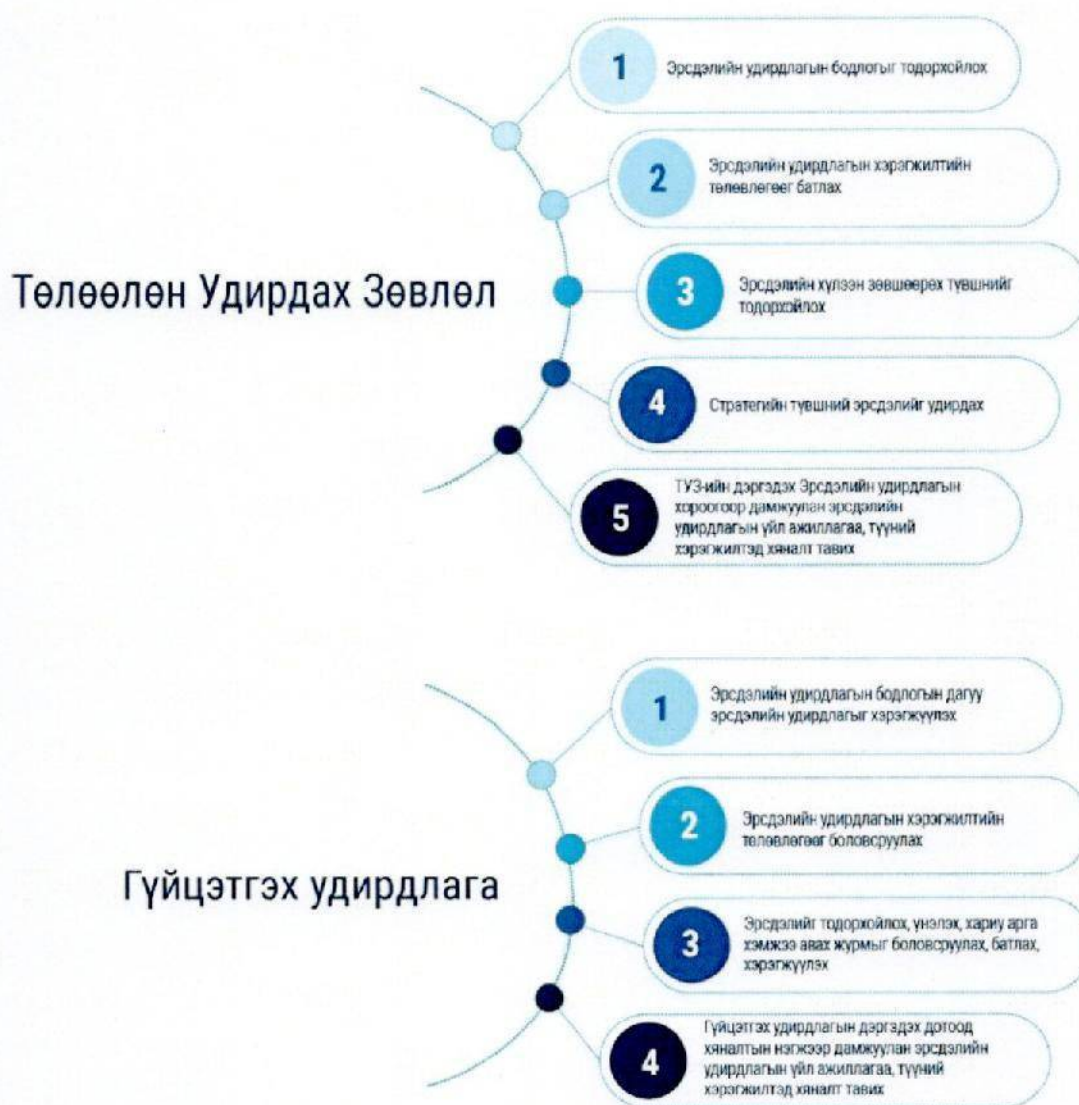 1
Эрсдэлийн удирдлагын бодлогыг тодорхойлох
2
Эрсдэлийн удирдлагын хэрэгжилтийн
төлөвлөгөөг батлах
Төлөөлөн Удирдах Зөвлөл
3
Эрсдэлийн хүлээн зөвшөөрөх түвшнийг
тодорхойлох
4
Стратегийн түвшний эрсдэлийг удирдах
5
ТУЗ-ийн дэргэдэх Эрсдэлийн удирдлагын
хороогоор дамжуулан эрсдэлийн
удирдлагын үйл ажиллагаа, түүний
хэрэгжилтэд хяналт тавих
1
Эрсдэлийн удирдлагын бодлогын дагуу
эрсдэлийн удирдлагыг хэрэгжүүлэх
2
Эрсдэлийн удирдлагын хэрэгжилтийн
төлөвлөгөөг боловсруулах
Гүйцэтгэх удирдлага
3
Эрсдэлийг тодорхойлох, үнэлэх, хариу арга
хэмжээ авах журмыг боловсруулах, батлах,
хэрэгжүүлэх
4
Гүйцэтгэх удирдлагын дэргэдэх дотоод
хяналтын нэгжээр дамжуулан эрсдэлийн
удирдлагын үйл ажиллагаа, түүний
хэрэгжилтэд хяналт тавих